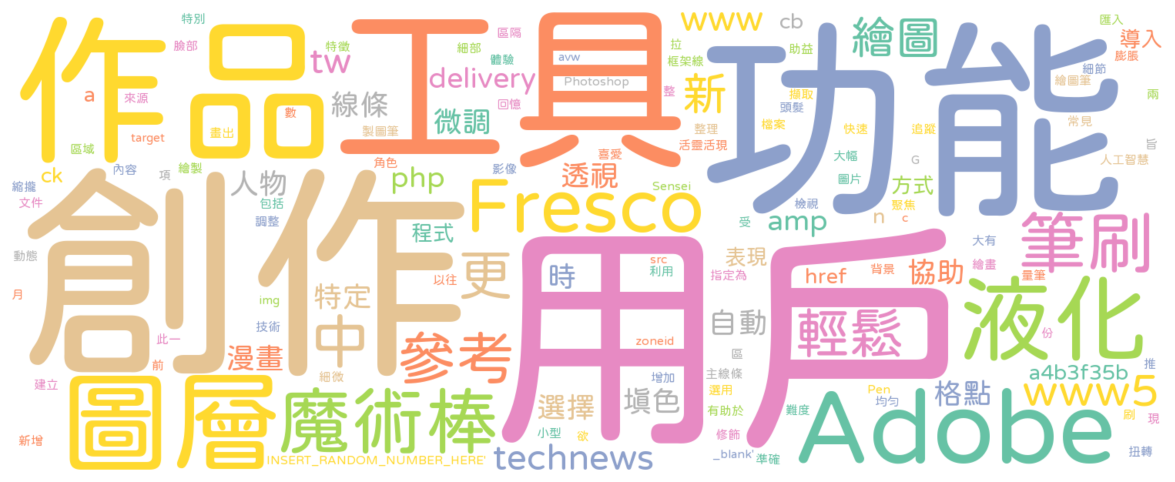 作品
工具
功能
創作
用戶
Adobe
Fresco
圖層
魔術棒
液化
筆刷
輕鬆
參考
繪圖
新
更
中
www
www5
tw
delivery
technews
php
amp
href
a4b3f35b
cb
ck
a
n
線條
微調
透視
人物
特定
漫畫
選擇
填色
自動
表現
協助
格點
方式
程式
時
導入
特別
臉部
特徵
細部
區隔
體驗
avw
Photoshop
回憶
拉
框架線
助益
整
擷取
頭髮
匯入
膨脹
細節
繪圖筆
兩
常見
旨
人工智慧
來源
target
數
畫出
製圖筆
區域
繪製
內容
項
角色
喜愛
影像
整理
活靈活現
檔案
快速
追蹤
大幅
G
圖片
Sensei
檢視
聚焦
c
受
縮攏
文件
包括
調整
動態
月
img
以往
技術
此一
前
細微
建立
新增
src
利用
指定為
背景
大有
繪畫
量筆
zoneid
區
主線條
份
增加
選用
Pen
均勻
推
有助於
難度
刷
現
小型
欲
修飾
_blank'
準確
扭轉
INSERT_RANDOM_NUMBER_HERE'